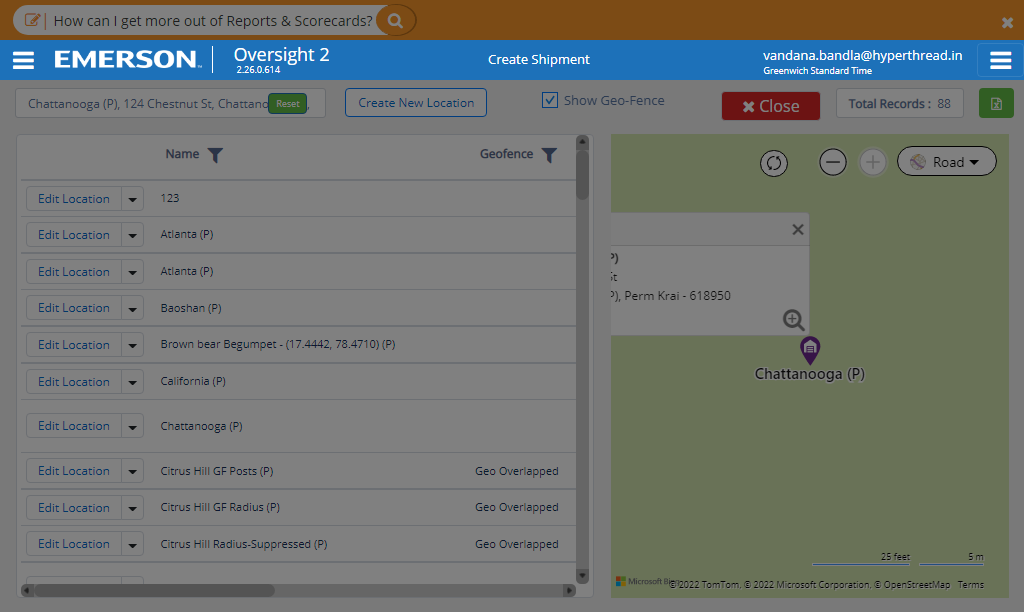 How can I get more out of Reports & Scorecards?
EMERSON
Oversight 2
2.26.0.614
Create Shipment
vandana.bandla@hyperthread.in
Greenwich Standard Time
Chattanooga (P), 124 Chestnut St, Chattano
Reset
Create New Location
Show Geo-Fence
Close
Total Records : 88
Name
Geofence
Edit Location 123
Edit Location Atlanta (P)
Edit Location Atlanta (P)
Edit Location Baoshan (P)
Edit Location Brown bear Begumpet - (17.4442, 78.4710) (P)
Edit Location California (P)
Edit Location Chattanooga (P)
Edit Location Citrus Hill GF Posts (P) Geo Overlapped
Edit Location Citrus Hill GF Radius (P) Geo Overlapped
Edit Location Citrus Hill Radius-Suppressed (P) Geo Overlapped
Road
P)
St
P), Perm Krai - 618950
Chattanooga (P)
25 feet 5 m
Microsoft Bing
© 2022 TomTom, © 2022 Microsoft Corporation, © OpenStreetMap Terms